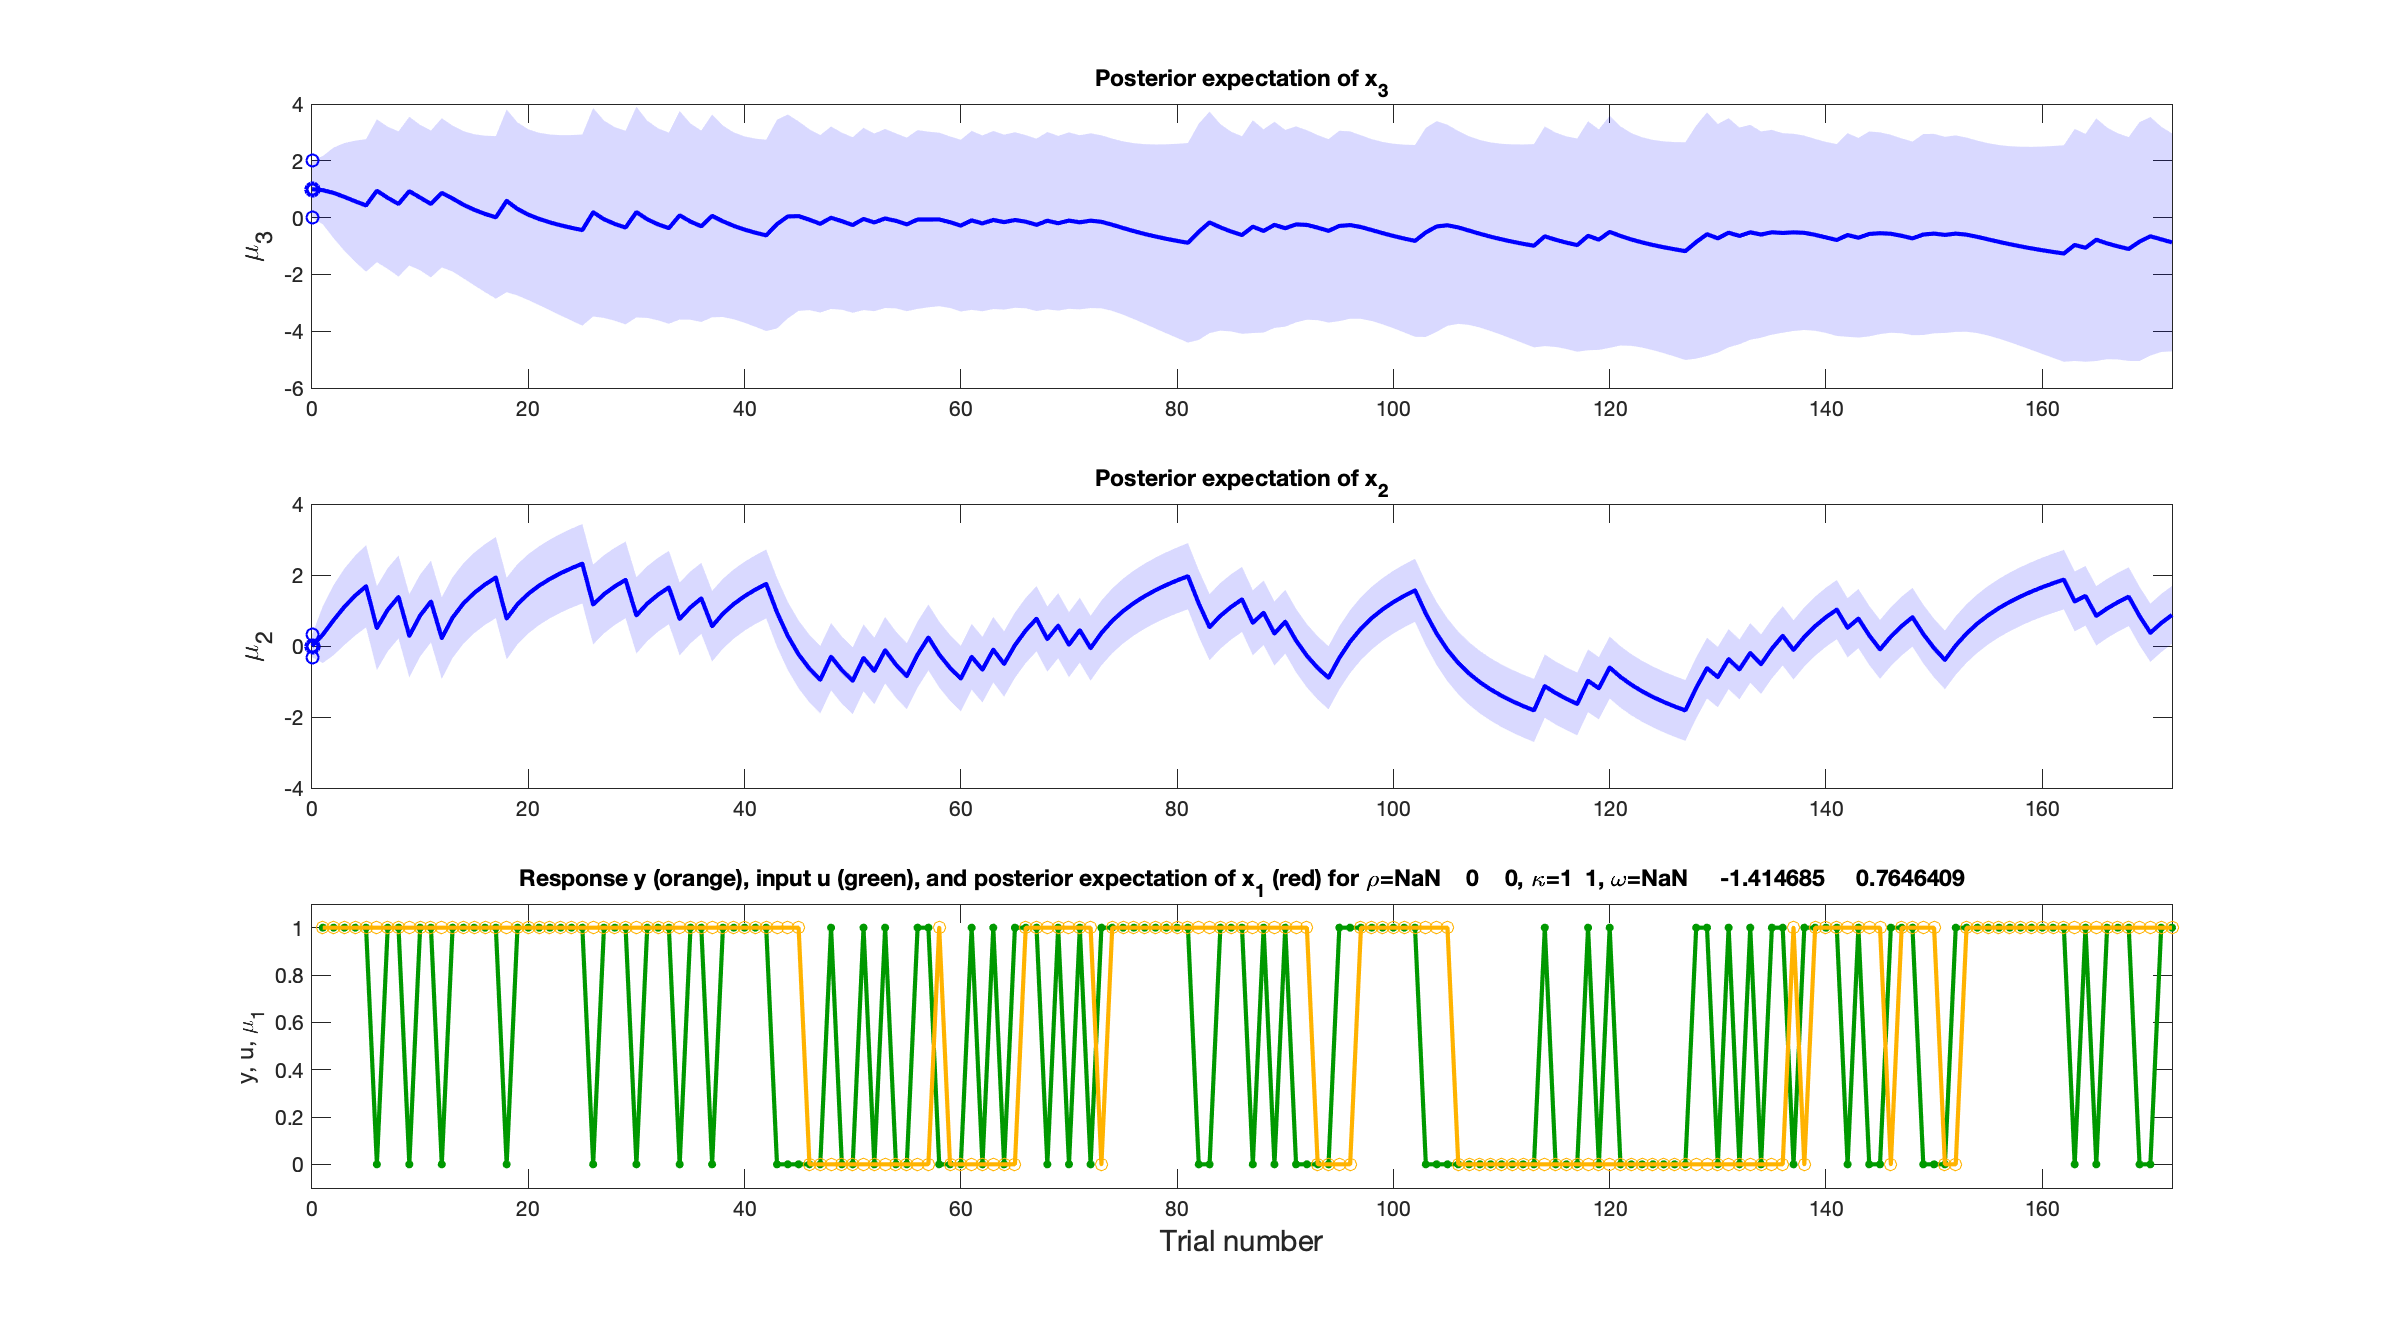 Posterior expectation of x3
4
2
0
-2
-4
-6
μ3
0 20 40 60 80 100 120 140 160
Posterior expectation of x2
4
2
0
-2
-4
μ2
0 20 40 60 80 100 120 140 160
Response y (orange), input u (green), and posterior expectation of x1 (red) for ρ=NaN 0 0, κ=1 1, ω=NaN -1.414685 0.7646409
1
0.8
0.6
0.4
0.2
0
y, u, μ1
0 20 40 60 80 100 120 140 160
Trial number